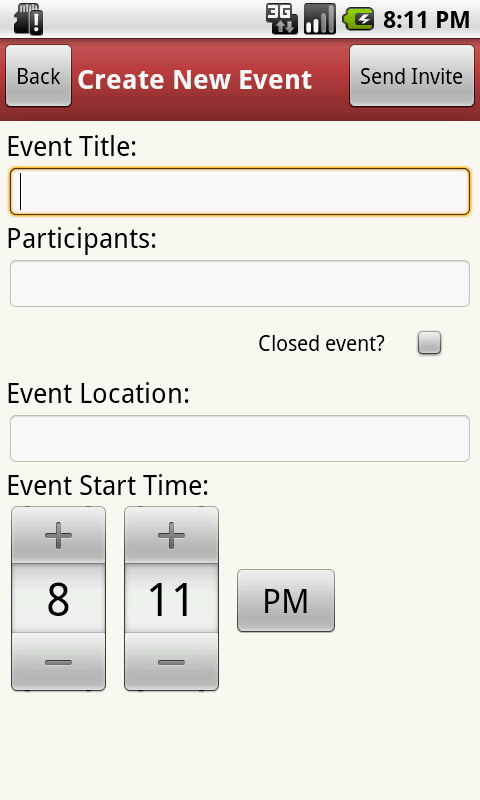 3G 8:11 PM
Back Create New Event Send Invite
Event Title:
Participants:
Closed event?
Event Location:
Event Start Time:
+ +
8 11 PM
− −